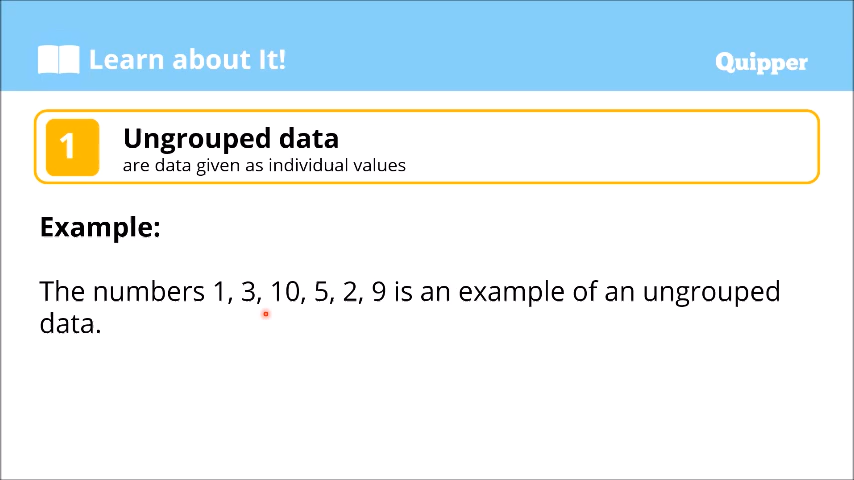 Learn about It!
Quipper
1
Ungrouped data
are data given as individual values
Example:
The numbers 1, 3, 10, 5, 2, 9 is an example of an ungrouped
data.